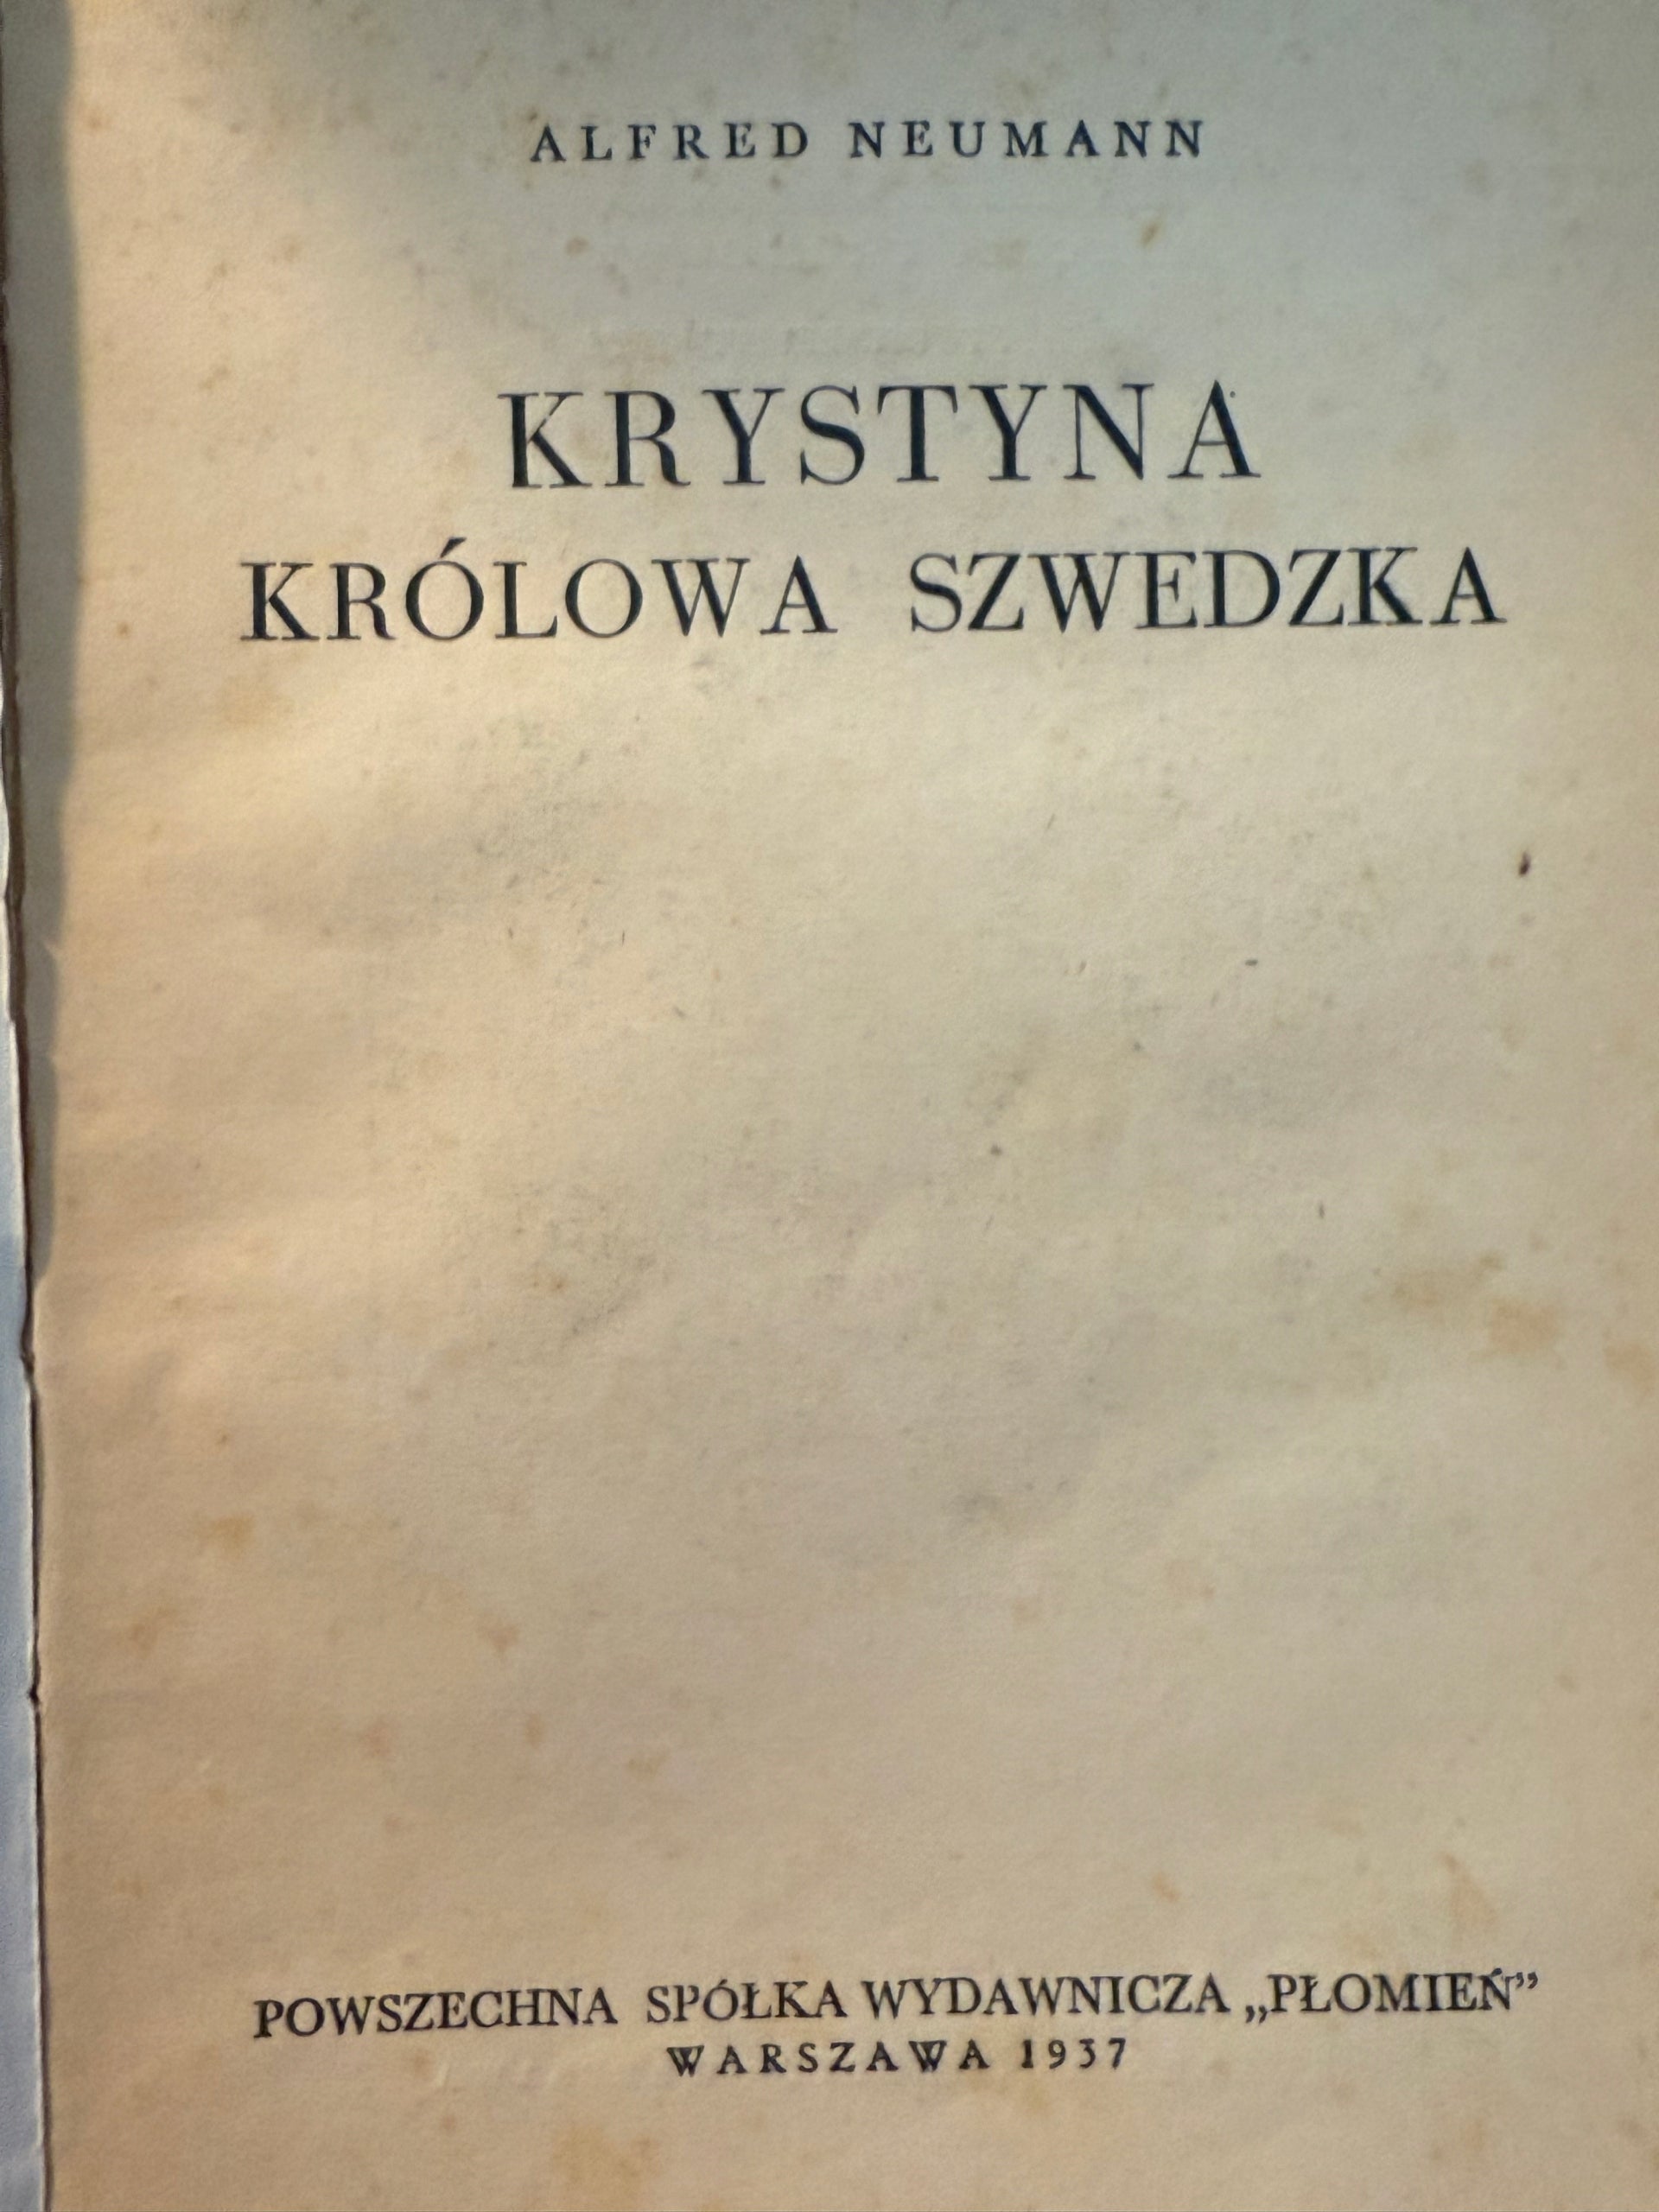 ALFRED NEUMANN
KRYSTYNA
KRÓLOWA SZWEDZKA
POWSZECHNA SPÓŁKA WYDAWNICZA „PŁOMIEŃ”
WARSZAWA 1937